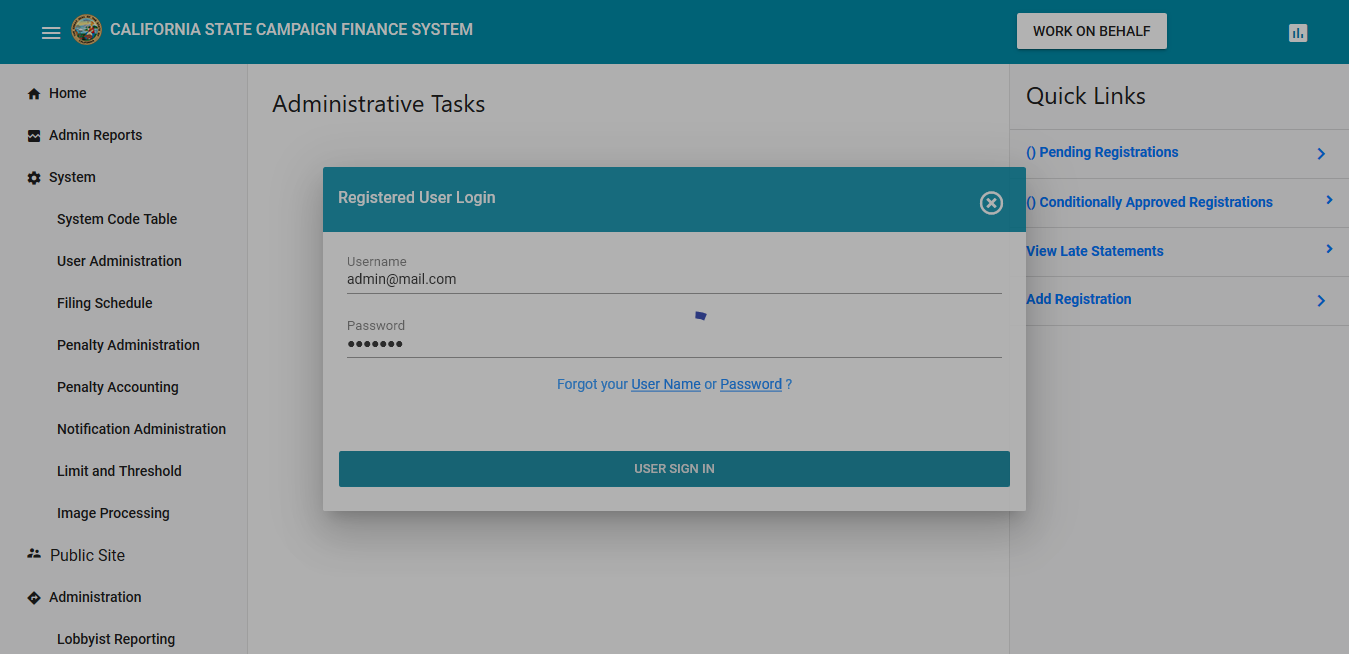 CALIFORNIA STATE CAMPAIGN FINANCE SYSTEM
WORK ON BEHALF
Home
Admin Reports
System
System Code Table
User Administration
Filing Schedule
Penalty Administration
Penalty Accounting
Notification Administration
Limit and Threshold
Image Processing
Public Site
Administration
Lobbyist Reporting
Administrative Tasks
Registered User Login
Username
admin@mail.com
Password
•••••••
Forgot your User Name or Password ?
USER SIGN IN
Quick Links
() Pending Registrations
() Conditionally Approved Registrations
View Late Statements
Add Registration